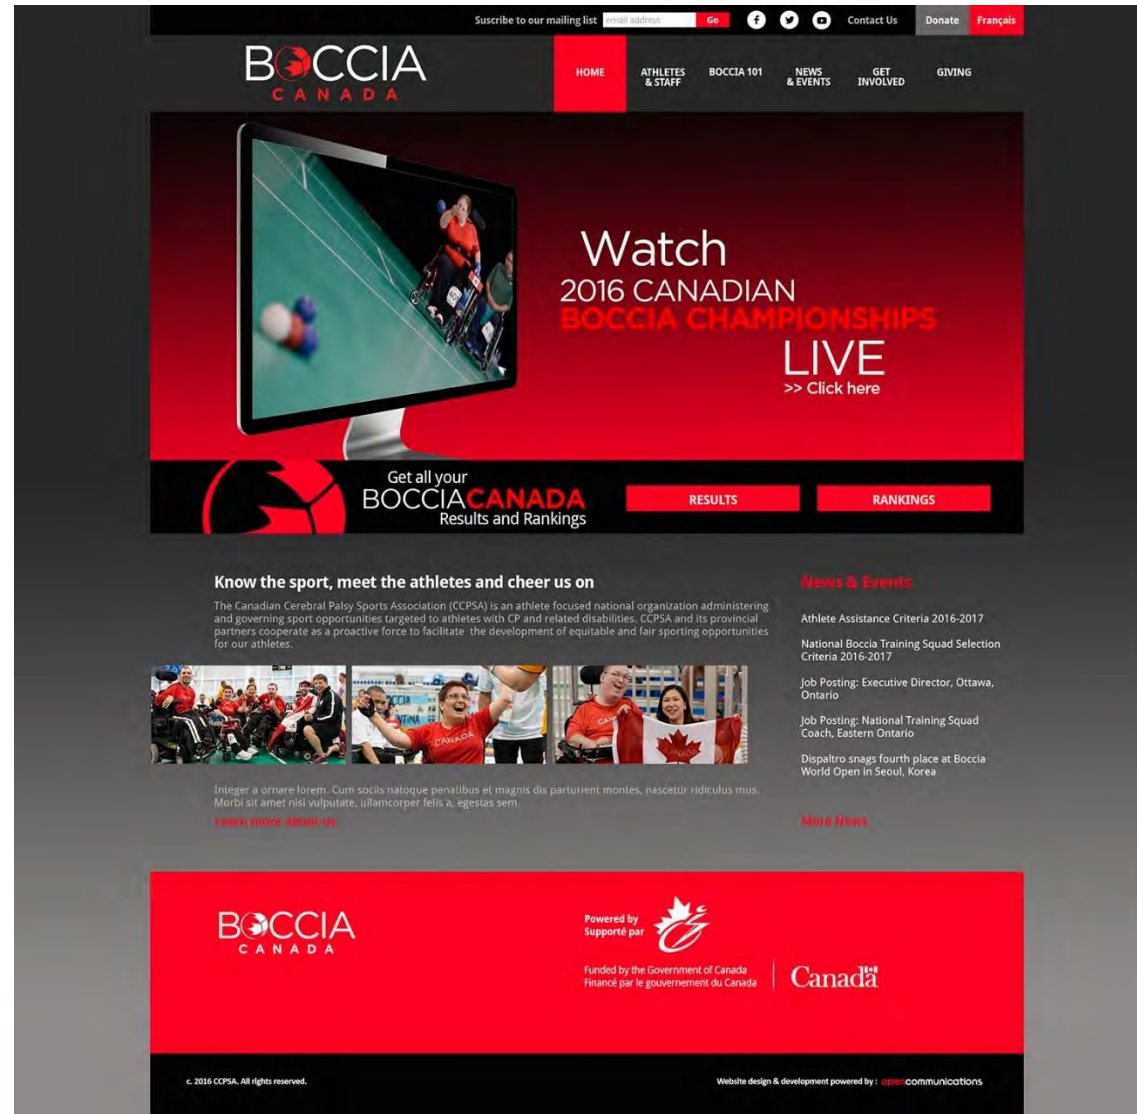 Suscribe to our mailing list email address Go Contact Us Donate Français
BOCCIA
CANADA
HOME ATHLETES & STAFF BOCCIA 101 NEWS & EVENTS GET INVOLVED GIVING
Watch
2016 CANADIAN
BOCCIA CHAMPIONSHIPS
LIVE
>> Click here
Get all your
BOCCIACANADA
Results and Rankings
RESULTS
RANKINGS
Know the sport, meet the athletes and cheer us on
The Canadian Cerebral Palsy Sports Association (CCPSA) is an athlete focused national organization administering
and governing sport opportunities targeted to athletes with CP and related disabilities. CCPSA and its provincial
partners cooperate as a proactive force to facilitate the development of equitable and fair sporting opportunities
for our athletes.
CANADA
Integer a ornare lorem. Cum sociis natoque penatibus et magnis dis parturient montes, nascetur ridiculus mus.
Morbi sit amet nisi vulputate, ullamcorper felis a, egestas sem.
Learn more about us
News & Events
Athlete Assistance Criteria 2016-2017
National Boccia Training Squad Selection
Criteria 2016-2017
Job Posting: Executive Director, Ottawa,
Ontario
Job Posting: National Training Squad
Coach, Eastern Ontario
Dispaltro snags fourth place at Boccia
World Open in Seoul, Korea
More News
BOCCIA
CANADA
Powered by
Supporté par
Funded by the Government of Canada
Financé par le gouvernement du Canada
Canada
c. 2016 CCPSA. All rights reserved.
Website design & development powered by : opencommunications